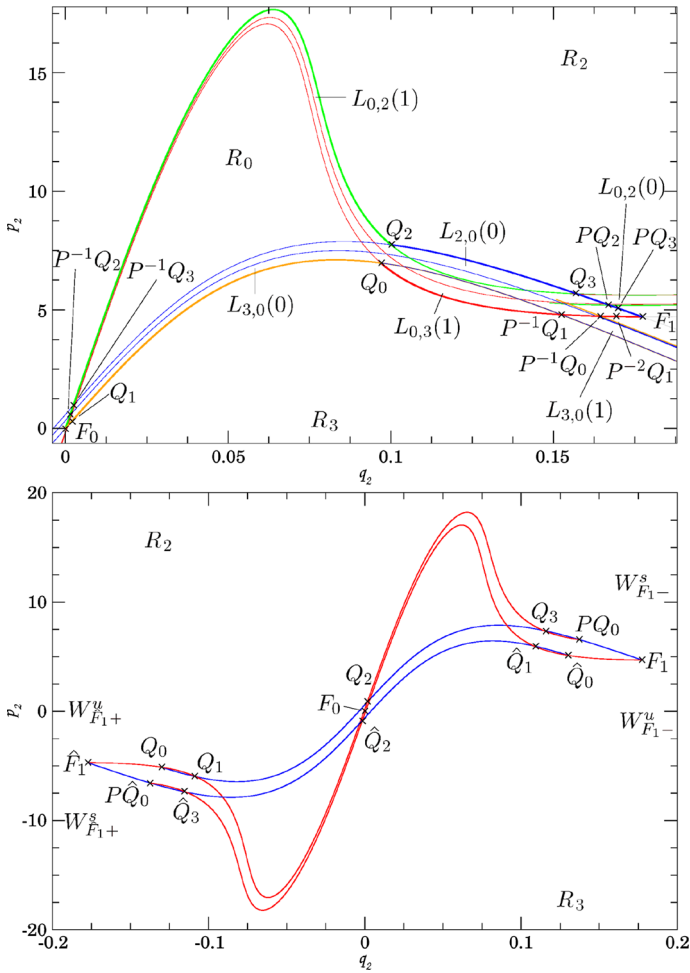 15
10
5
0
p₂
R₂
L₀,₂(1)
R₀
L₀,₂(0)
Q₂
L₂,₀(0)
PQ₂
PQ₃
P⁻¹Q₂
P⁻¹Q₃
Q₃
Q₀
L₃,₀(0)
L₀,₃(1)
P⁻¹Q₁
F₁
P⁻¹Q₀
P⁻²Q₁
Q₁
F₀
R₃
L₃,₀(1)
0
0.05
0.1
0.15
q₂
20
10
0
-10
-20
p₂
R₂
Wˢ_F₁₋
Q₃
PQ₀
Q̂₁
Q̂₀
F₁
Q₂
F₀
Wᵘ_F₁₊
Wᵘ_F₁₋
Q̂₂
Q₀
Q₁
F̂₁
PQ̂₀
Q̂₃
Wˢ_F₁₊
R₃
-0.2
-0.1
0
0.1
0.2
q₂